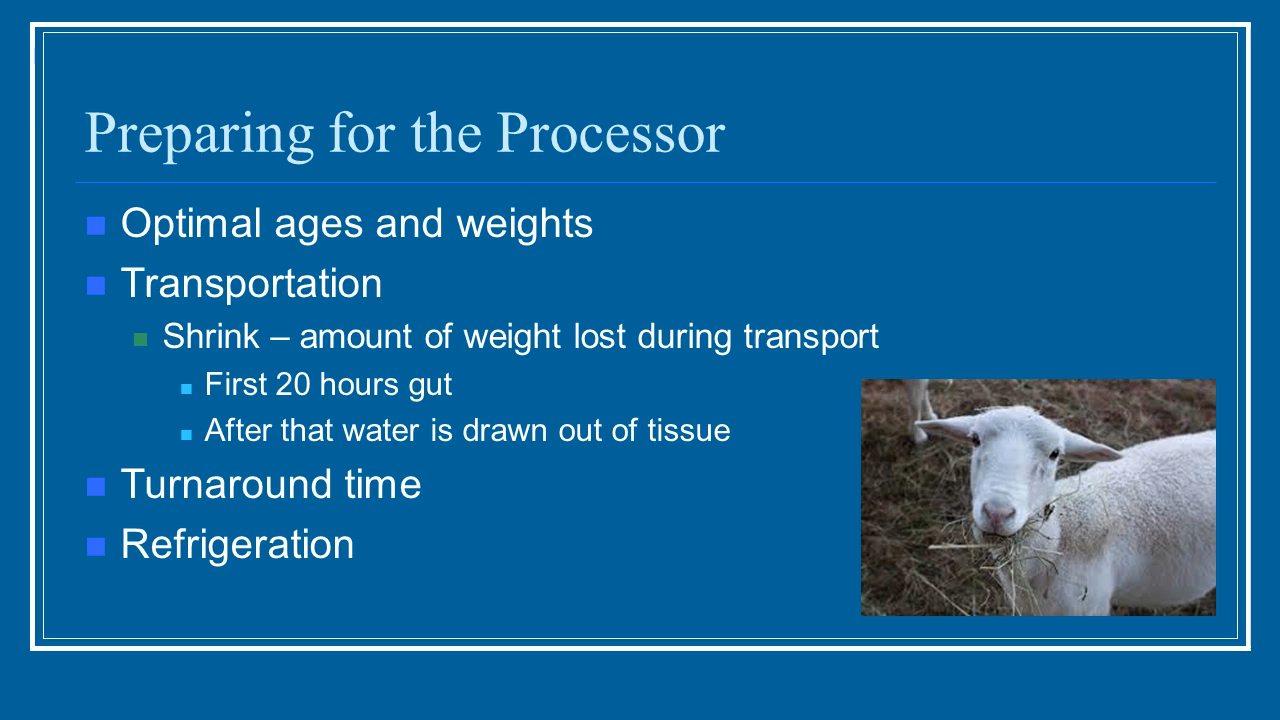 Preparing for the Processor
Optimal ages and weights
Transportation
Shrink – amount of weight lost during transport
First 20 hours gut
After that water is drawn out of tissue
Turnaround time
Refrigeration